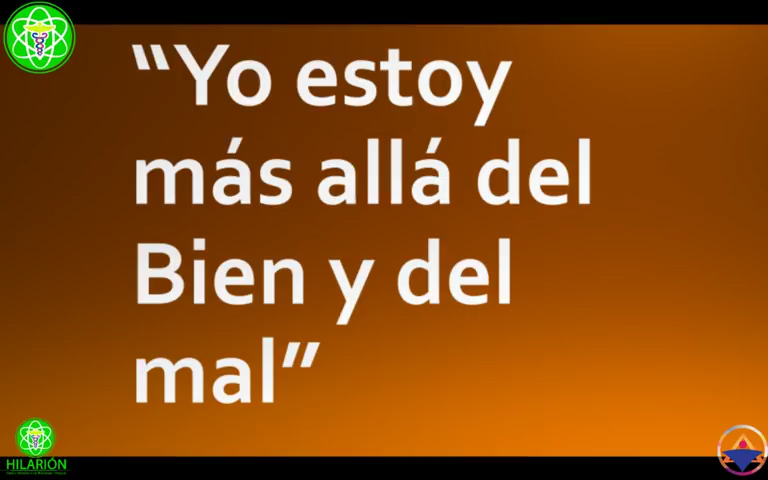 “Yo estoy
más allá del
Bien y del
mal”
HILARIÓN